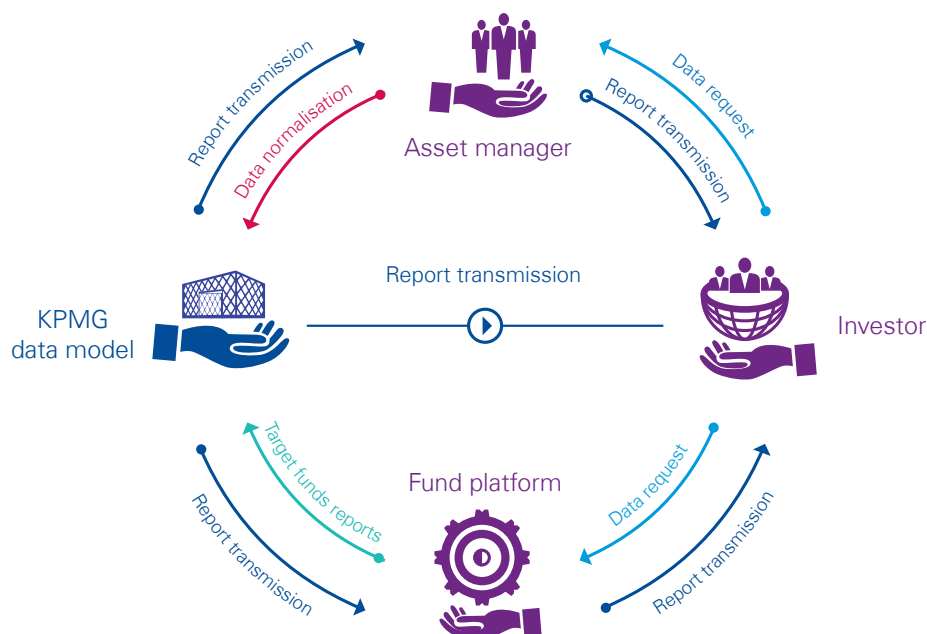 Report transmission
Data normalisation
Asset manager
Data request
Report transmission
KPMG
data model
Report transmission
Investor
Target funds reports
Report transmission
Fund platform
Data request
Report transmission